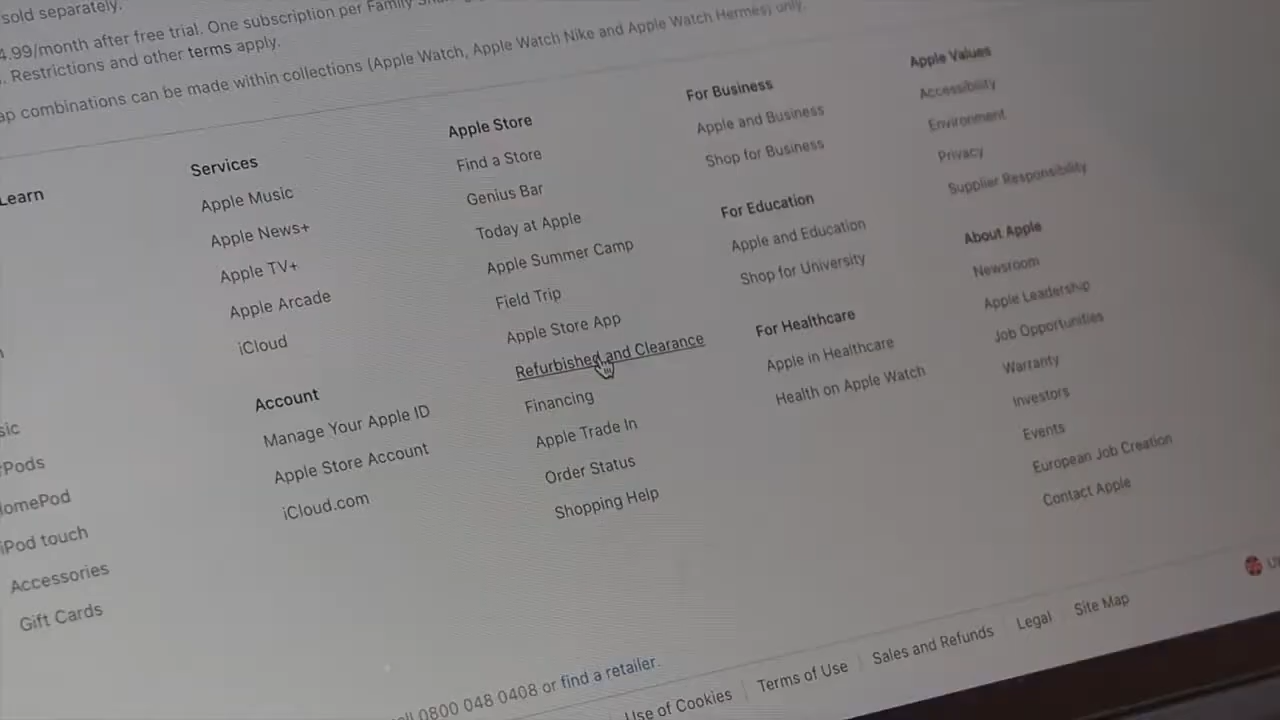 sold separately.
4.99/month after free trial. One subscription per Family
. Restrictions and other terms apply.
combinations can be made within collections (Apple Watch, Apple Watch Nike and Apple Watch Hermès) only.
Learn
HomePod
iPod touch
Accessories
Gift Cards
Services
Apple Music
Apple News+
Apple TV+
Apple Arcade
iCloud
Account
Manage Your Apple ID
Apple Store Account
iCloud.com
Apple Store
Find a Store
Genius Bar
Today at Apple
Apple Summer Camp
Field Trip
Apple Store App
Refurbished and Clearance
Financing
Apple Trade In
Order Status
Shopping Help
For Business
Apple and Business
Shop for Business
For Education
Apple and Education
Shop for University
For Healthcare
Apple in Healthcare
Health on Apple Watch
Apple Values
Accessibility
Environment
Privacy
Supplier Responsibility
About Apple
Newsroom
Apple Leadership
Job Opportunities
Warranty
Investors
Events
European Job Creation
Contact Apple
0800 048 0408 or find a retailer.
Use of Cookies | Terms of Use | Sales and Refunds | Legal | Site Map